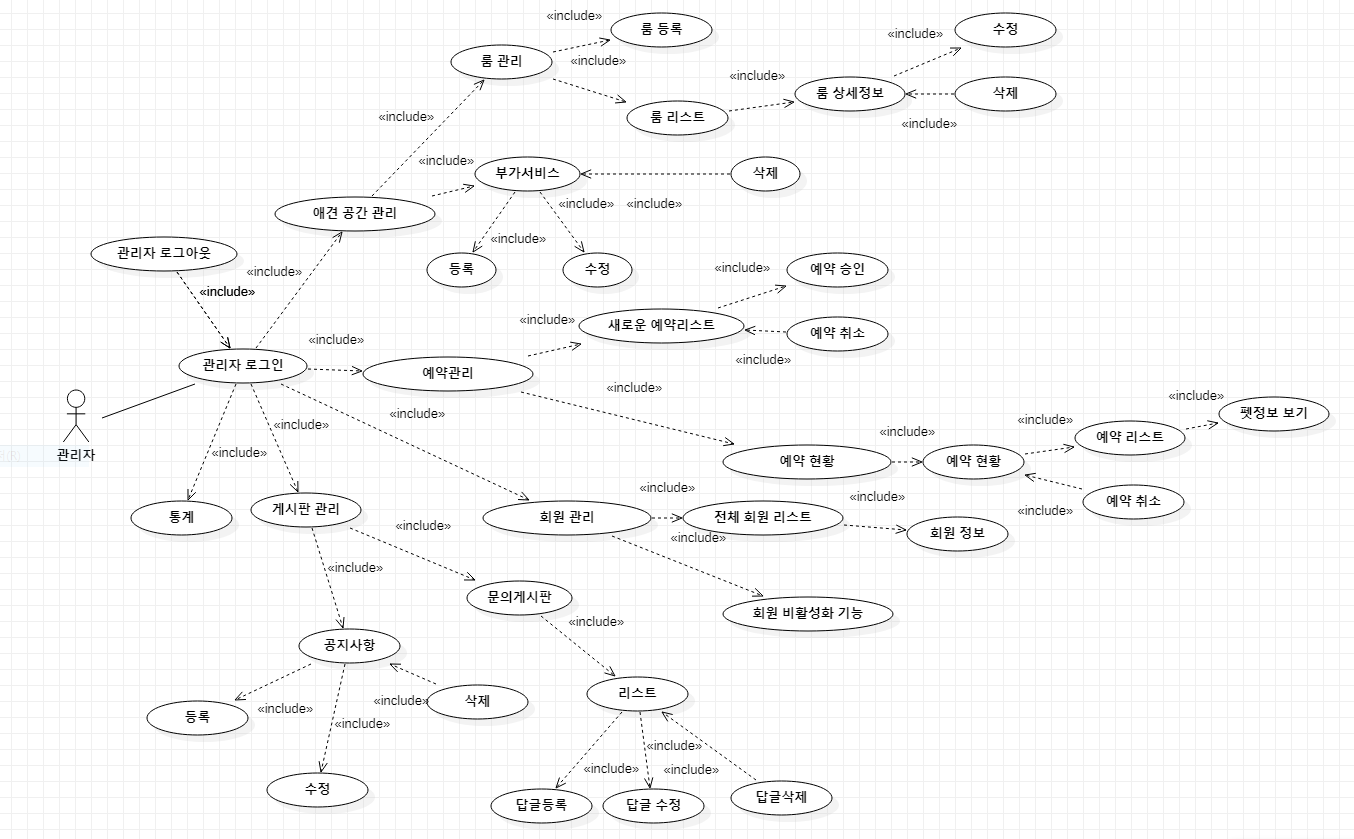 «include»
룸 등록
«include»
수정
룸 관리
«include»
«include»
룸 상세정보
삭제
«include»
룸 리스트
«include»
«include»
부가서비스
삭제
애견 공간 관리
«include»
«include»
관리자 로그아웃
«include»
«include»
등록
수정
«include»
예약 승인
«include»
«include»
새로운 예약리스트
예약 취소
«include»
«include»
관리자 로그인
예약관리
«include»
«include»
«include»
펫정보 보기
«include»
«include»
«include»
예약 리스트
관리자
«include»
예약 현황
예약 현황
«include»
«include»
예약 취소
«include»
통계
게시판 관리
회원 관리
전체 회원 리스트
«include»
«include»
회원 정보
«include»
문의게시판
회원 비활성화 기능
«include»
공지사항
리스트
«include»
삭제
등록
«include»
«include»
«include»
«include»
«include»
수정
답글등록
답글 수정
답글삭제